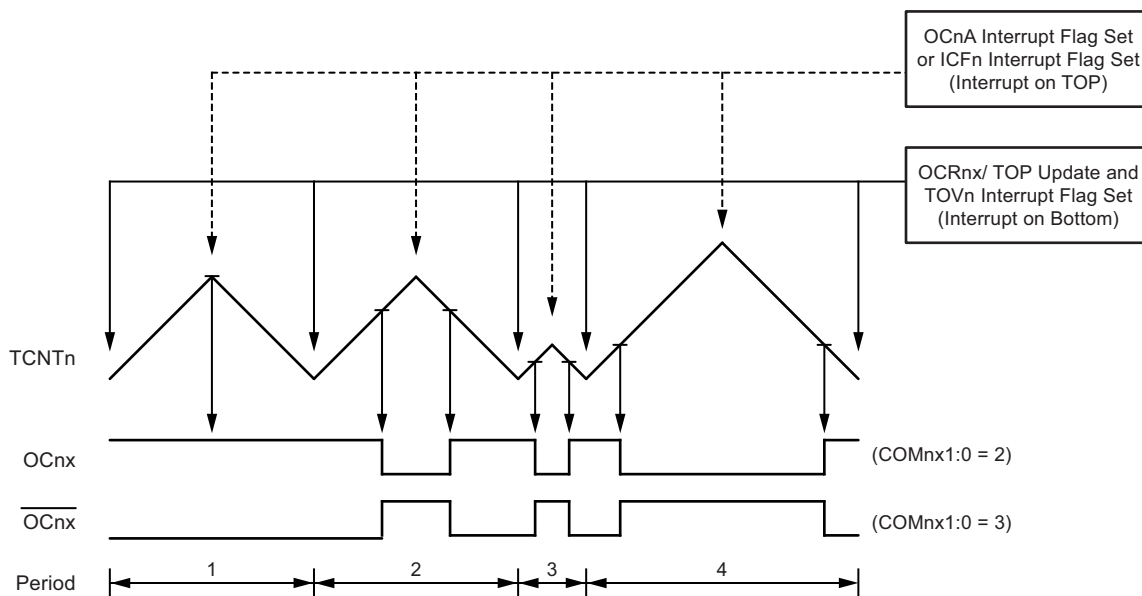 OCnA Interrupt Flag Set
or ICFn Interrupt Flag Set
(Interrupt on TOP)
OCRnx/ TOP Update and
TOVn Interrupt Flag Set
(Interrupt on Bottom)
TCNTn
OCnx
(COMnx1:0 = 2)
OCnx
(COMnx1:0 = 3)
Period
1
2
3
4